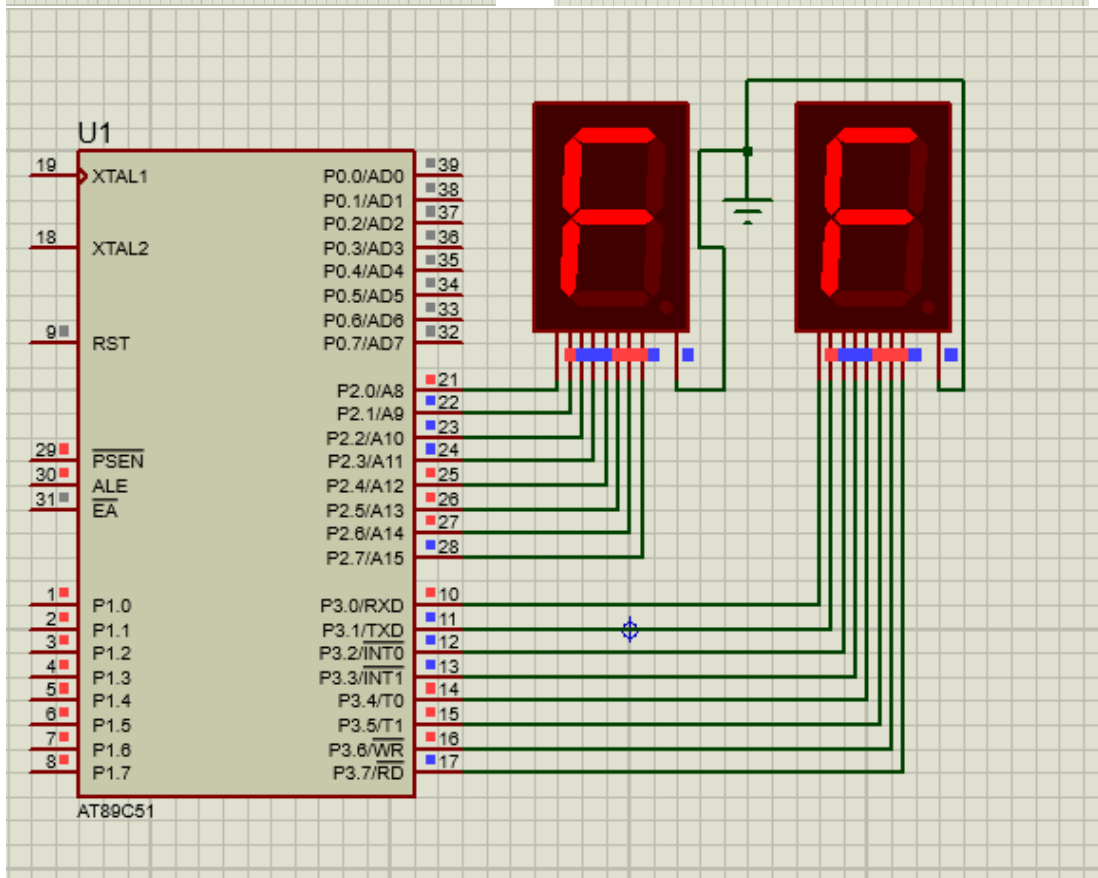 U1
19 XTAL1 P0.0/AD0 39
P0.1/AD1 38
P0.2/AD2 37
18 XTAL2 P0.3/AD3 36
P0.4/AD4 35
P0.5/AD5 34
P0.6/AD6 33
9 RST P0.7/AD7 32
P2.0/A8 21
P2.1/A9 22
P2.2/A10 23
29 PSEN P2.3/A11 24
30 ALE P2.4/A12 25
31 EA P2.5/A13 26
P2.6/A14 27
P2.7/A15 28
1 P1.0 P3.0/RXD 10
2 P1.1 P3.1/TXD 11
3 P1.2 P3.2/INT0 12
4 P1.3 P3.3/INT1 13
5 P1.4 P3.4/T0 14
6 P1.5 P3.5/T1 15
7 P1.6 P3.6/WR 16
8 P1.7 P3.7/RD 17
AT89C51
F F